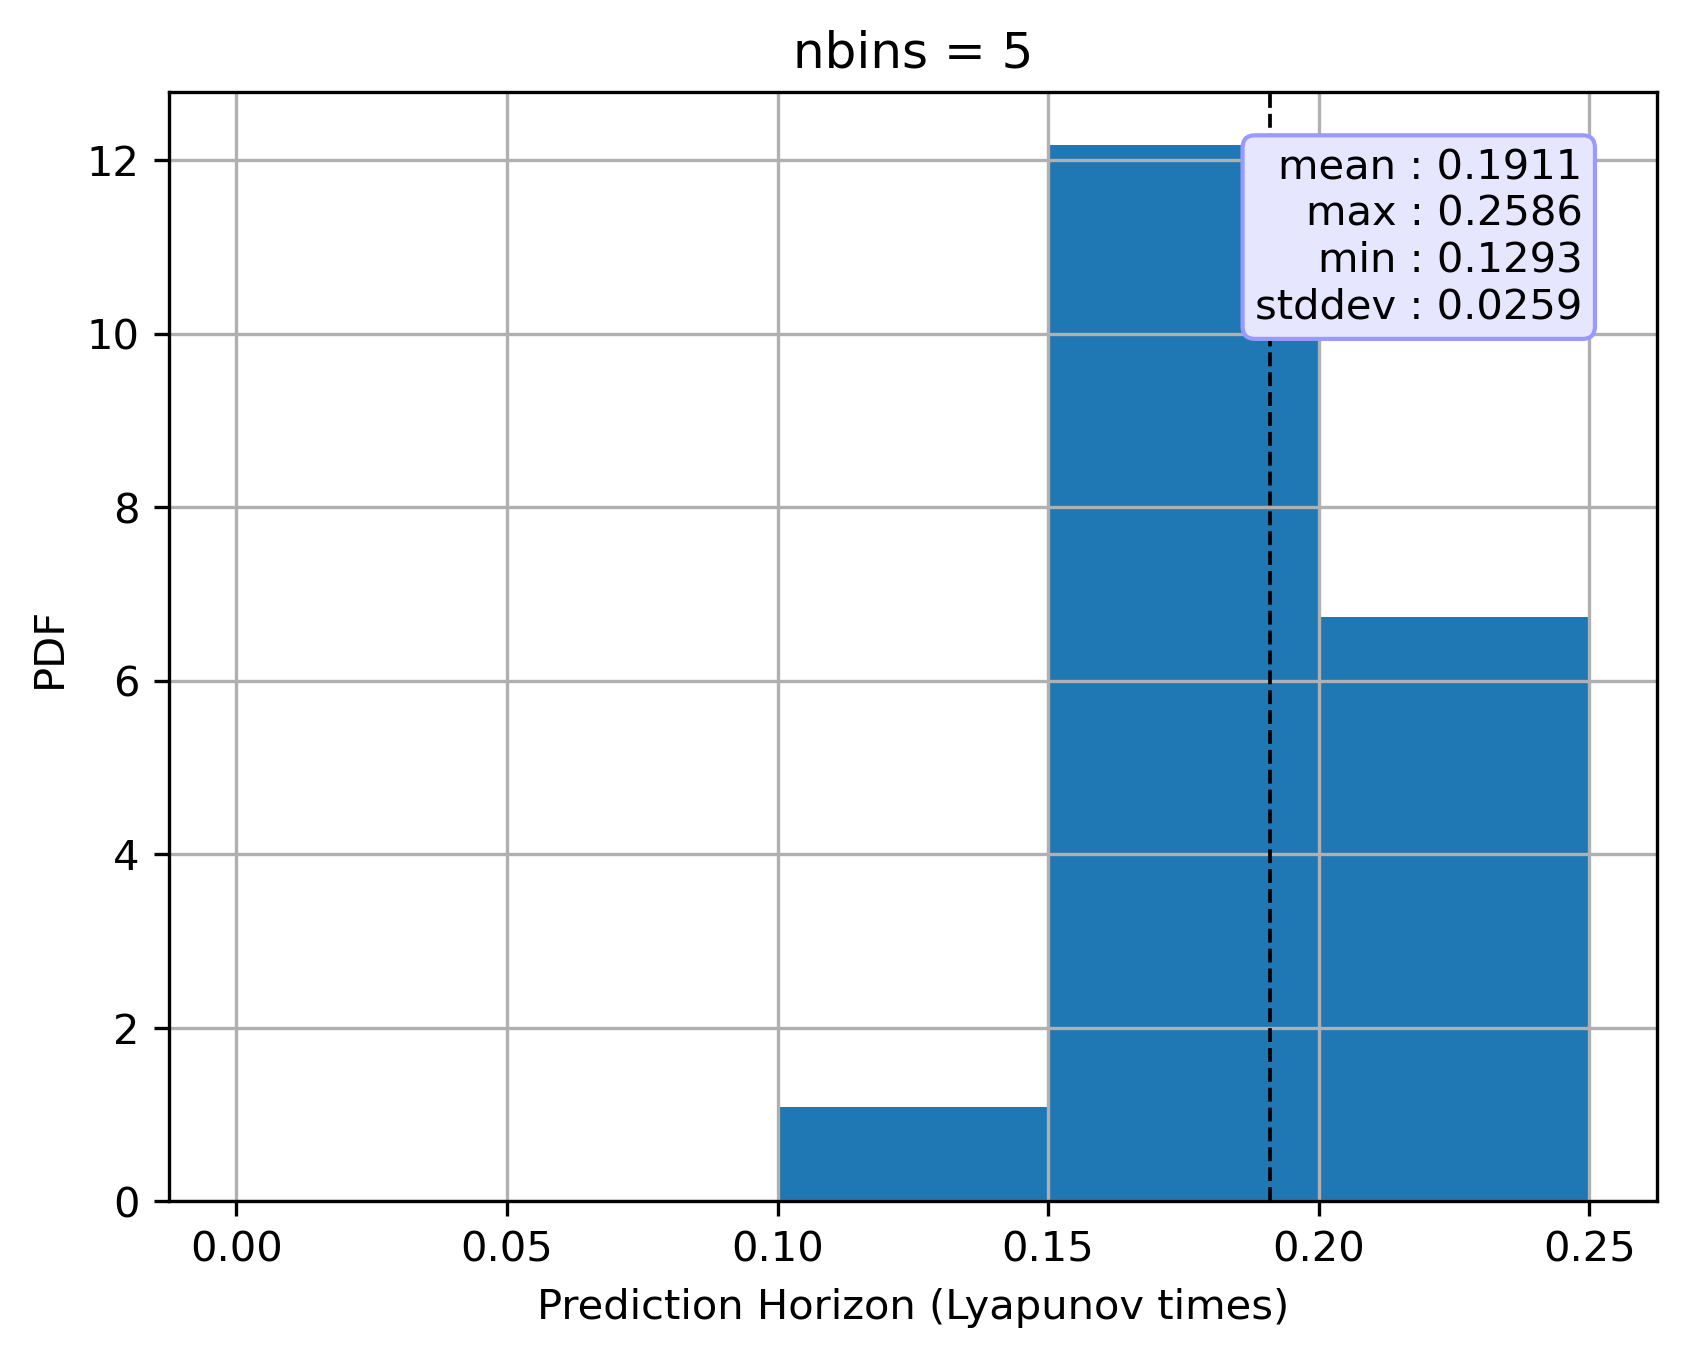 nbins = 5
mean : 0.1911
max : 0.2586
min : 0.1293
stddev : 0.0259
12
10
8
6
4
2
0
PDF
0.00 0.05 0.10 0.15 0.20 0.25
Prediction Horizon (Lyapunov times)